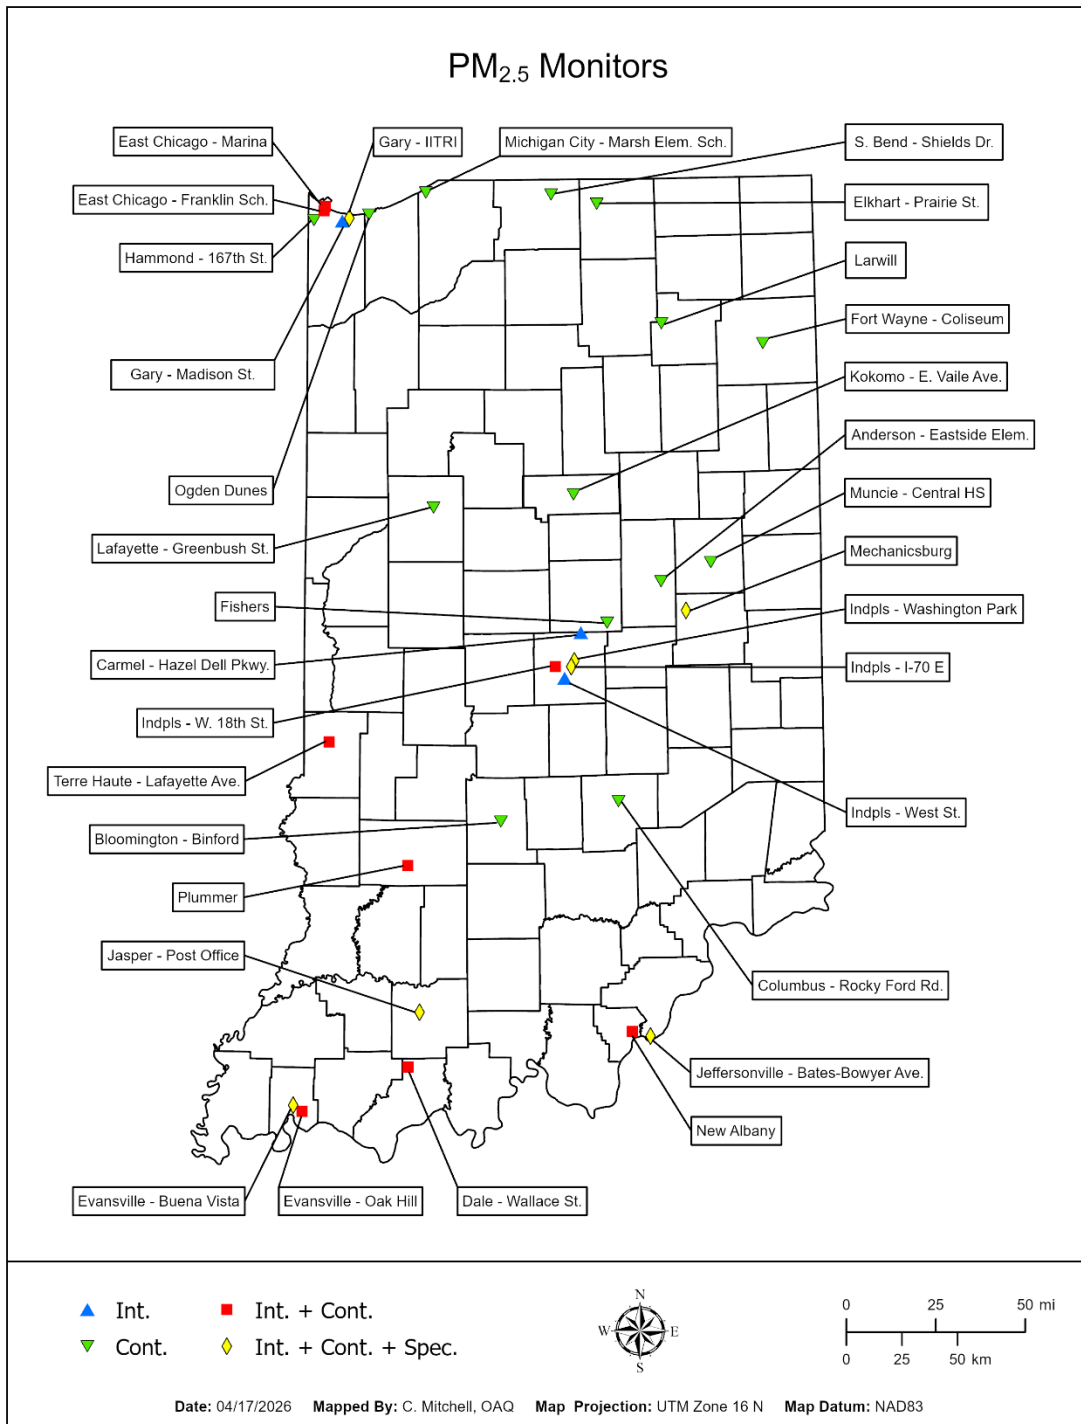 PM2.5 Monitors
East Chicago - Marina
Gary - IITRI
Michigan City - Marsh Elem. Sch.
S. Bend - Shields Dr.
East Chicago - Franklin Sch.
Elkhart - Prairie St.
Hammond - 167th St.
Larwill
Fort Wayne - Coliseum
Gary - Madison St.
Kokomo - E. Vaile Ave.
Anderson - Eastside Elem.
Ogden Dunes
Muncie - Central HS
Lafayette - Greenbush St.
Mechanicsburg
Fishers
Indpls - Washington Park
Carmel - Hazel Dell Pkwy.
Indpls - I-70 E
Indpls - W. 18th St.
Terre Haute - Lafayette Ave.
Indpls - West St.
Bloomington - Binford
Plummer
Jasper - Post Office
Columbus - Rocky Ford Rd.
Jeffersonville - Bates-Bowyer Ave.
New Albany
Evansville - Buena Vista
Evansville - Oak Hill
Dale - Wallace St.
Int.
Int. + Cont.
Cont.
Int. + Cont. + Spec.
N
W
E
S
0 25 50 mi
0 25 50 km
Date: 04/17/2026 Mapped By: C. Mitchell, OAQ Map Projection: UTM Zone 16 N Map Datum: NAD83